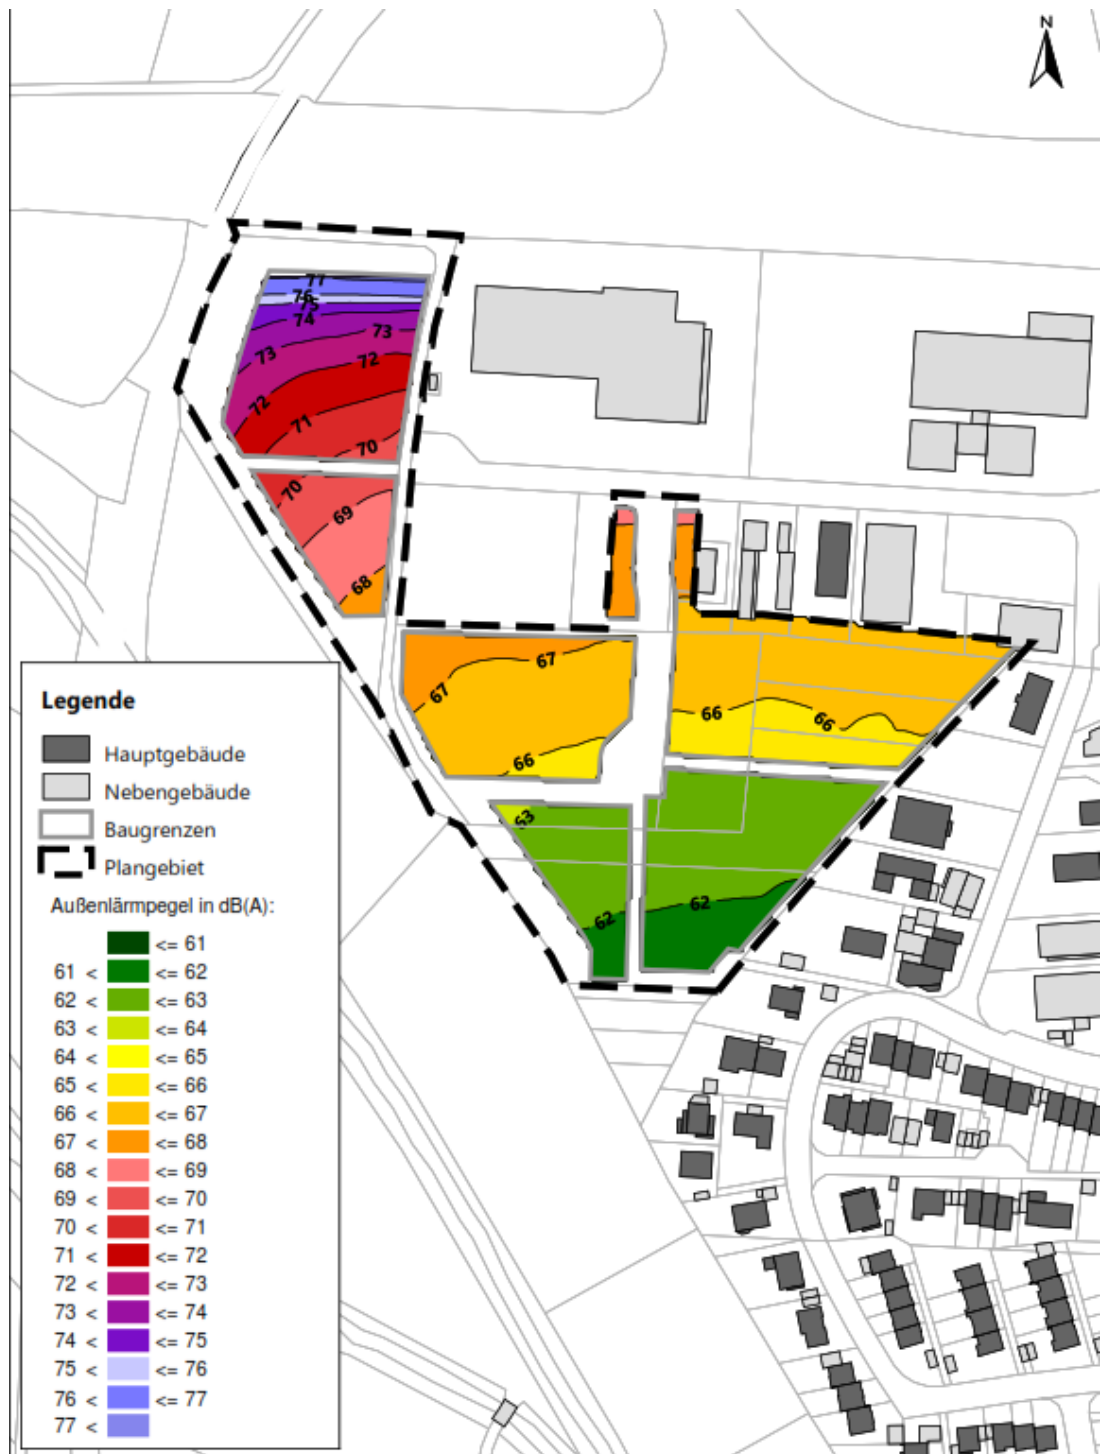 N
77
76
75
74
73
73
72
72
71
70
70
69
68
67
67
66
66
66
63
62
62
Legende
Hauptgebäude
Nebengebäude
Baugrenzen
Plangebiet
Außenlärmpegel in dB(A):
<= 61
61 < <= 62
62 < <= 63
63 < <= 64
64 < <= 65
65 < <= 66
66 < <= 67
67 < <= 68
68 < <= 69
69 < <= 70
70 < <= 71
71 < <= 72
72 < <= 73
73 < <= 74
74 < <= 75
75 < <= 76
76 < <= 77
77 <